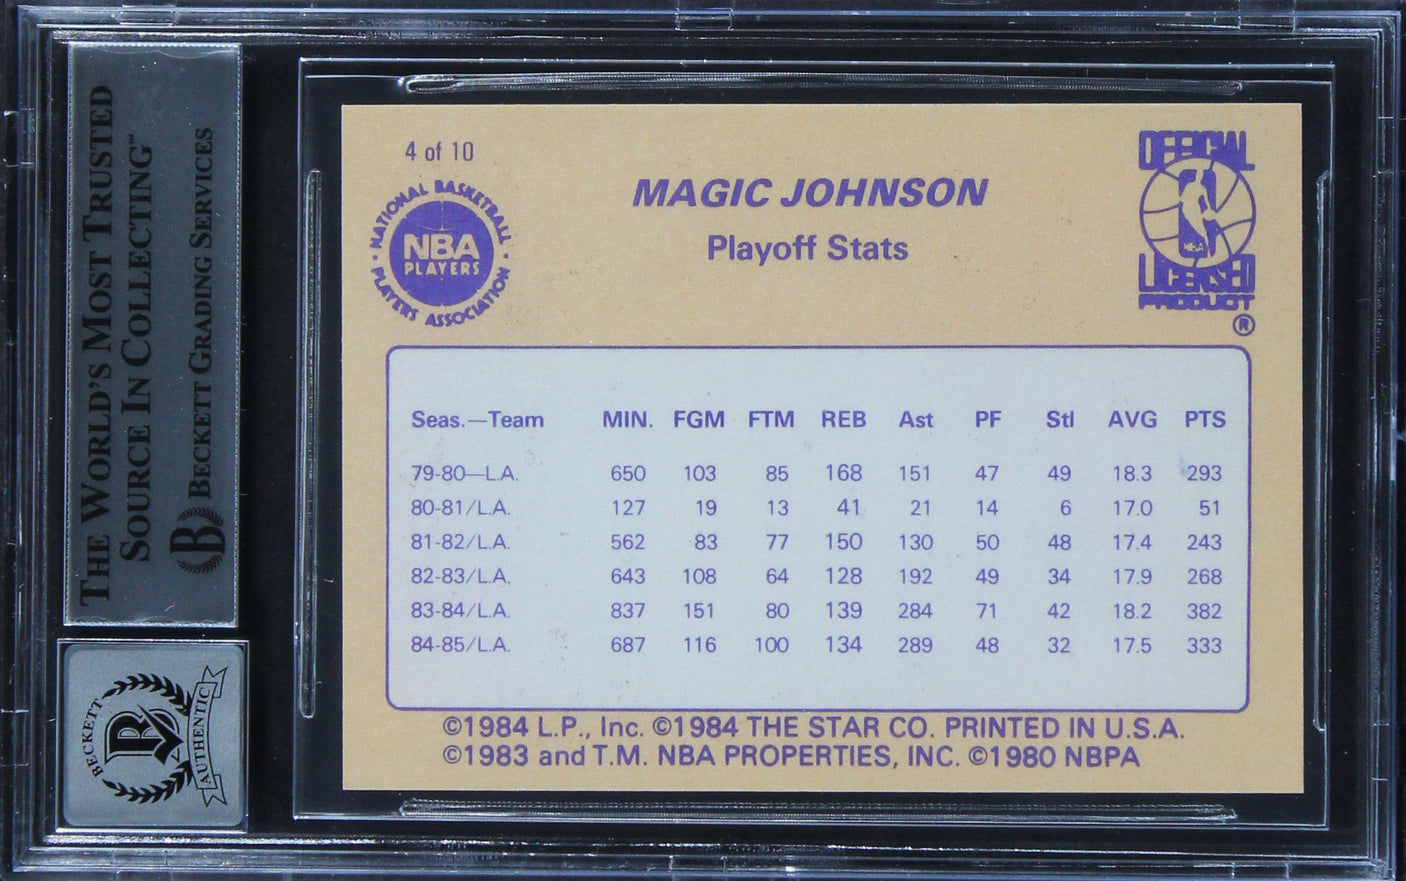 THE WORLD'S MOST TRUSTED
SOURCE IN COLLECTING™
B BECKETT GRADING SERVICES
BECKETT
B
AUTHENTIC
4 of 10
NATIONAL BASKETBALL
NBA
PLAYERS
PLAYERS ASSOCIATION
MAGIC JOHNSON
Playoff Stats
OFFICIAL
NBA
LICENSED
PRODUCT
®
Seas.—Team MIN. FGM FTM REB Ast PF Stl AVG PTS
79-80—L.A. 650 103 85 168 151 47 49 18.3 293
80-81/L.A. 127 19 13 41 21 14 6 17.0 51
81-82/L.A. 562 83 77 150 130 50 48 17.4 243
82-83/L.A. 643 108 64 128 192 49 34 17.9 268
83-84/L.A. 837 151 80 139 284 71 42 18.2 382
84-85/L.A. 687 116 100 134 289 48 32 17.5 333
©1984 L.P., Inc. ©1984 THE STAR CO. PRINTED IN U.S.A.
©1983 and T.M. NBA PROPERTIES, INC. ©1980 NBPA